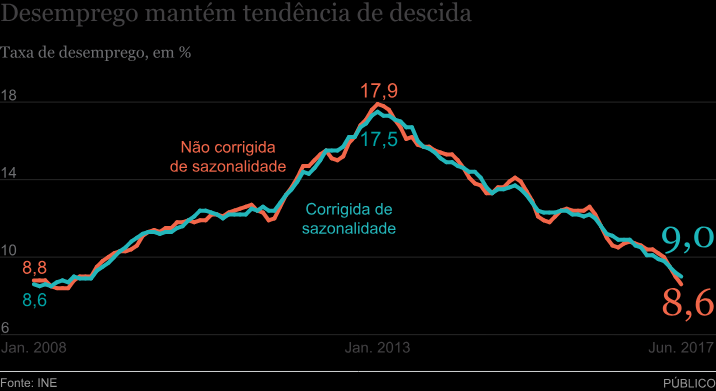 Desemprego mantém tendência de descida
Taxa de desemprego, em %
18
17,9
Não corrigida
de sazonalidade
17,5
14
Corrigida de
sazonalidade
9,0
10
8,8
8,6
8,6
6
Jan. 2008
Jan. 2013
Jun. 2017
Fonte: INE
PÚBLICO